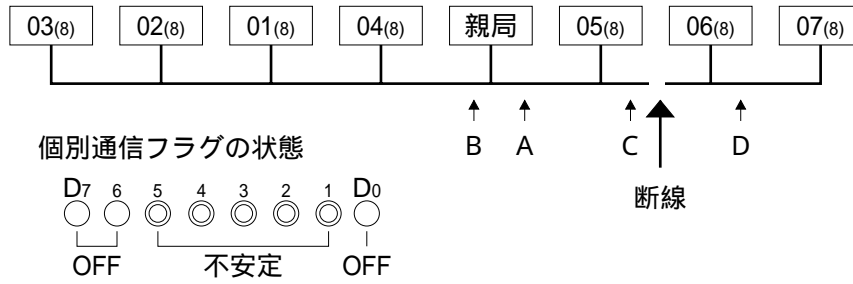 03(8) 02(8) 01(8) 04(8) 親局 05(8) 06(8) 07(8)
B A C D
断線
個別通信フラグの状態
D7 6 5 4 3 2 1 D0
OFF 不安定 OFF